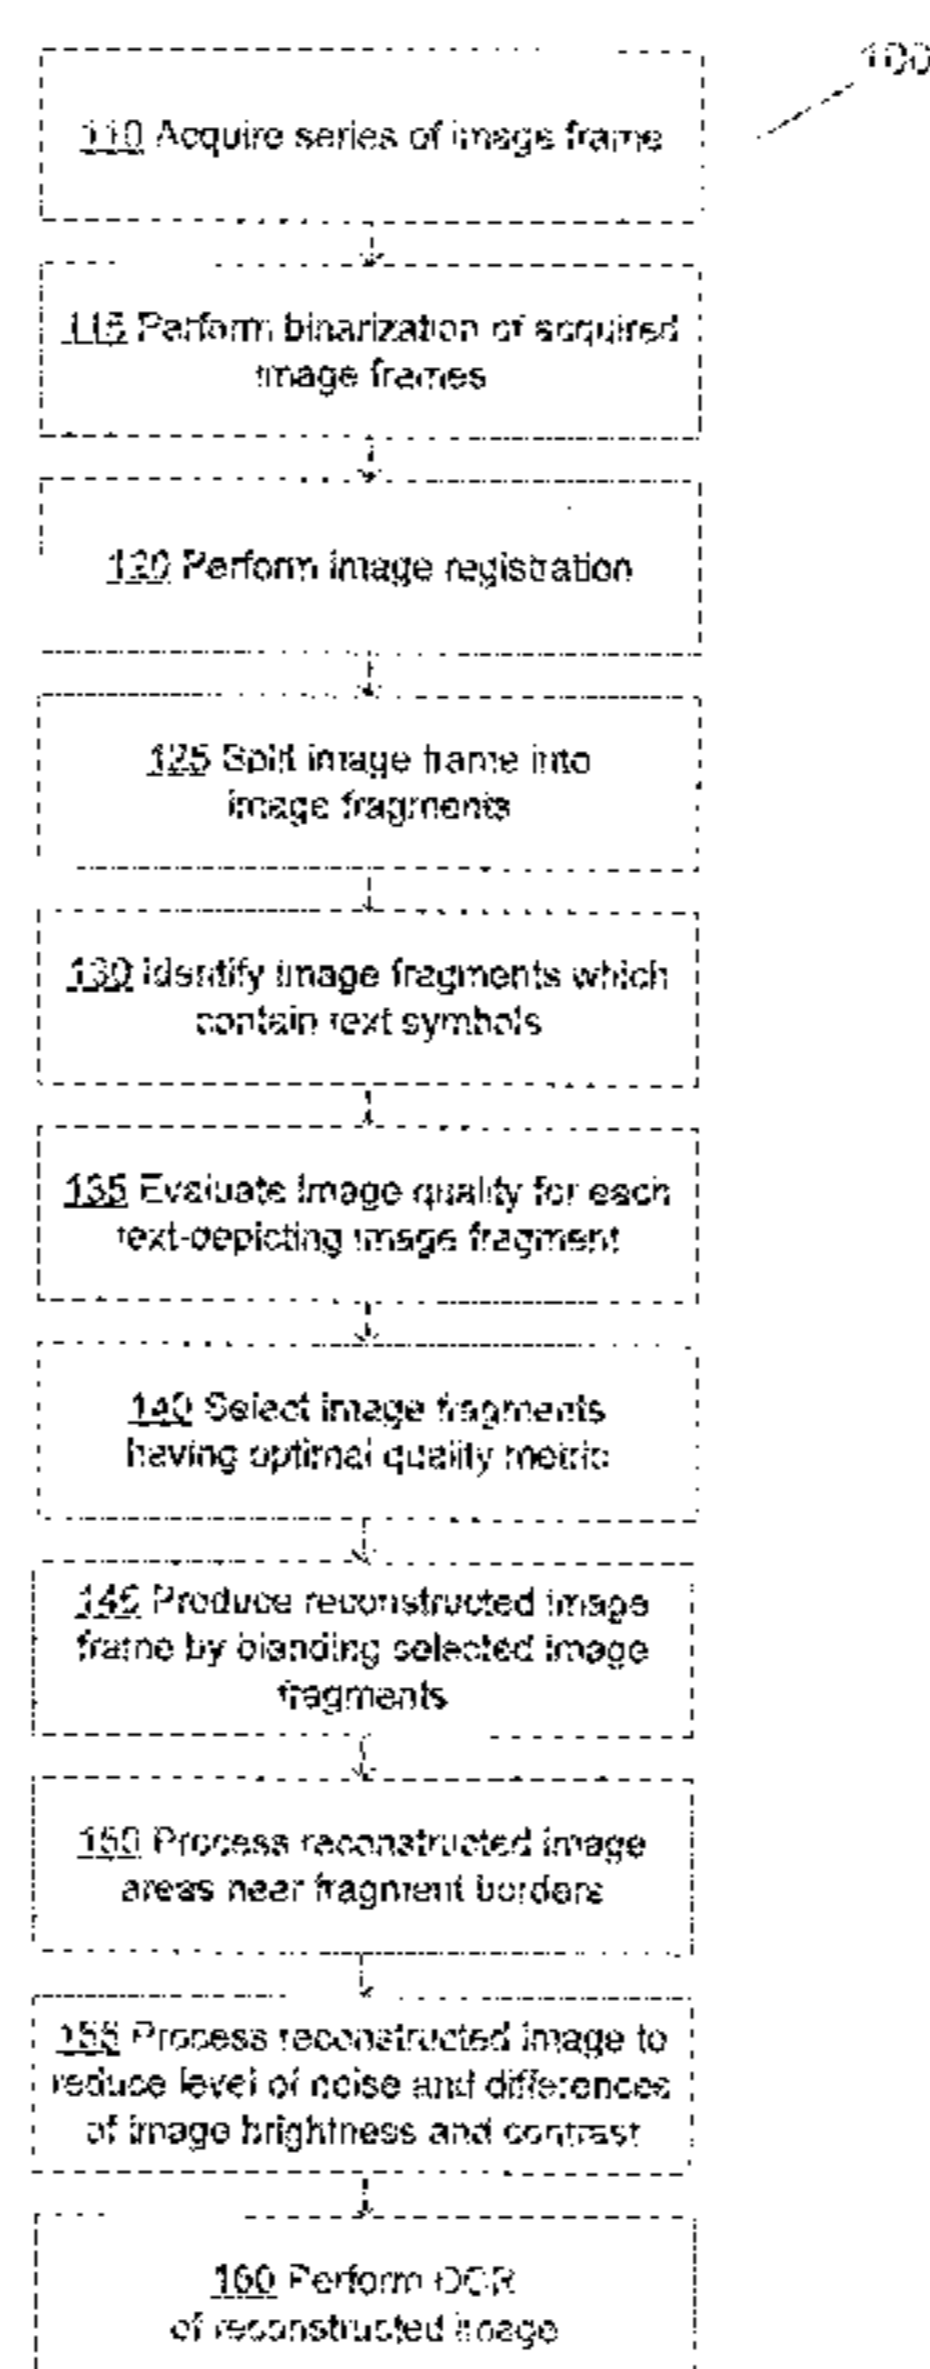 100
110 Acquire series of image frame
115 Perform binarization of acquired
image frames
120 Perform image registration
125 Split image frame into
image fragments
130 Identify image fragments which
contain text symbols
135 Evaluate image quality for each
text-depicting image fragment
140 Select image fragments
having optimal quality metric
145 Produce reconstructed image
frame by blending selected image
fragments
150 Process reconstructed image
areas near fragment borders
155 Process reconstructed image to
reduce level of noise and differences
of image brightness and contrast
160 Perform OCR
of reconstructed image